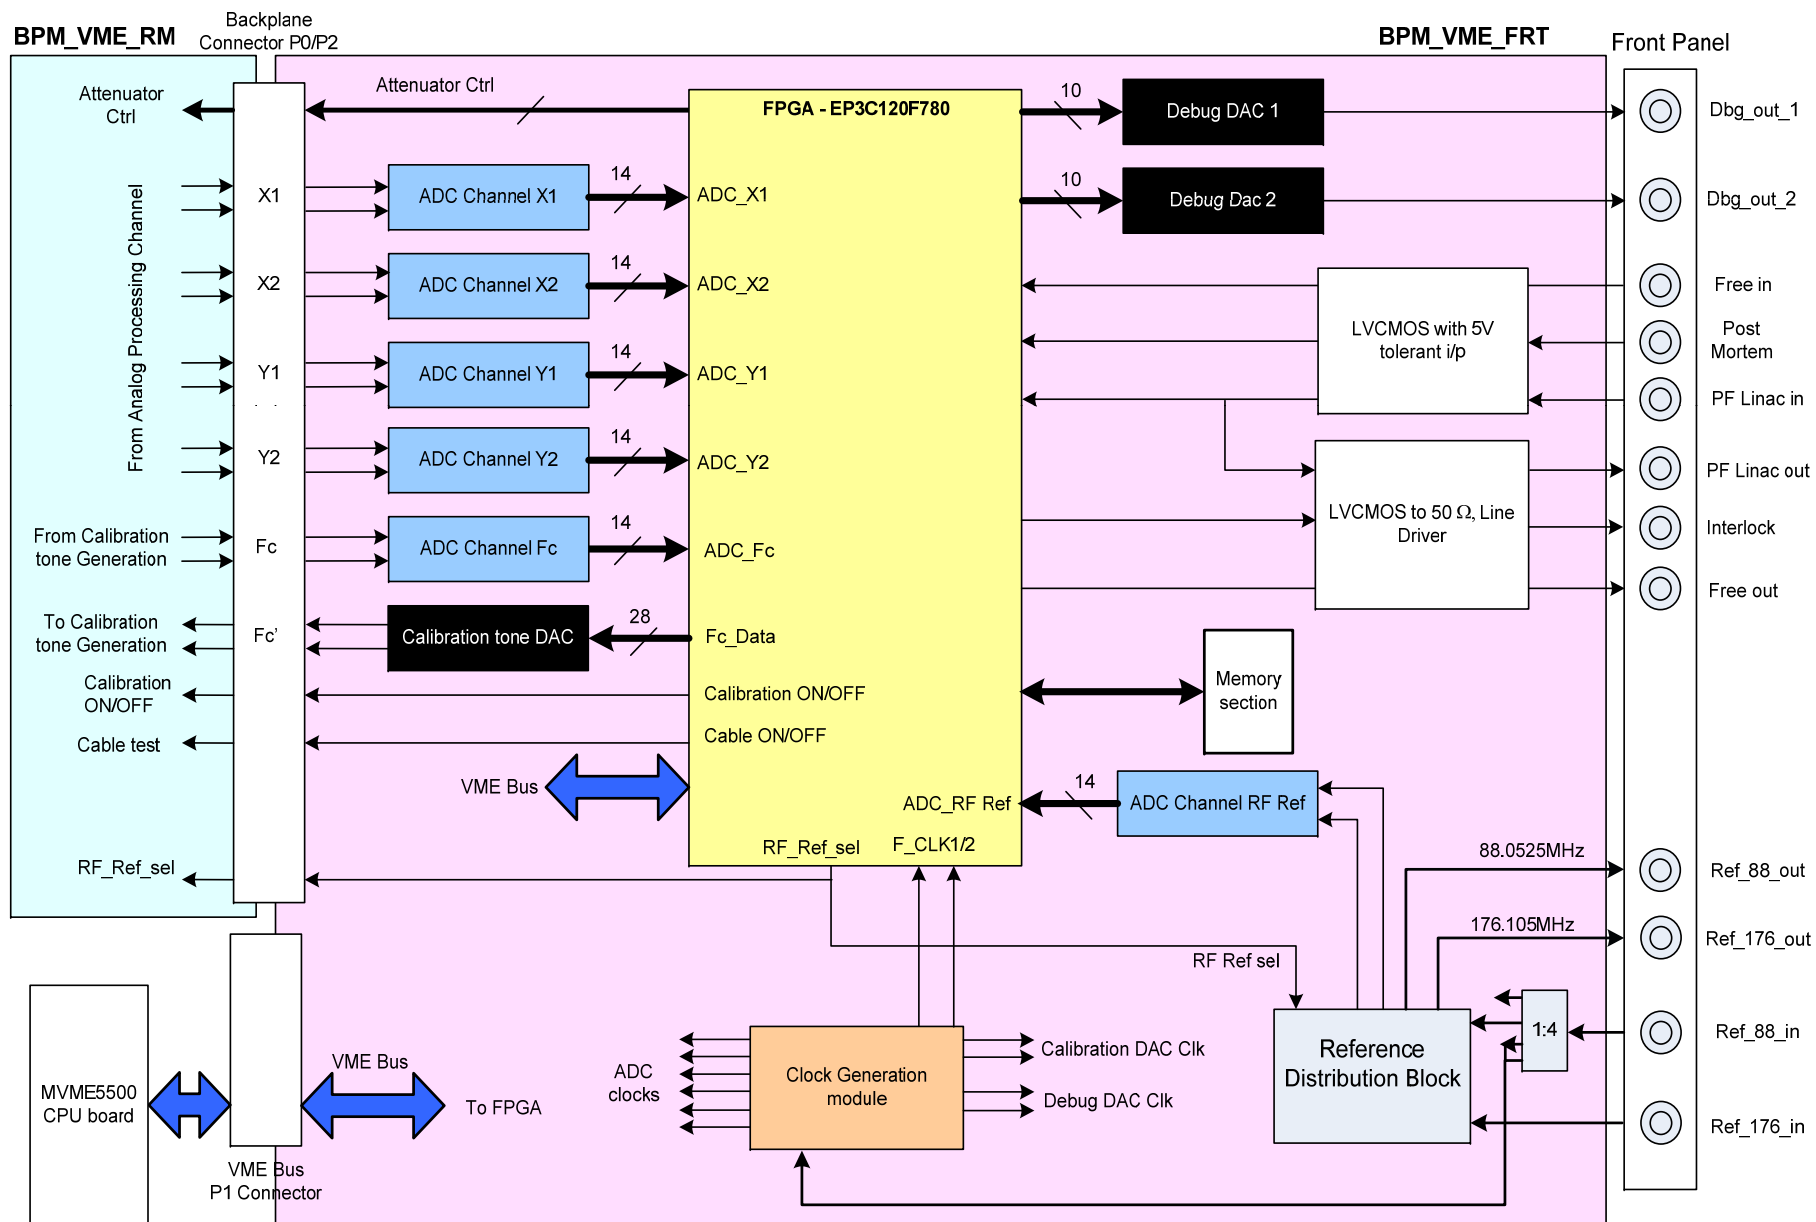 BPM_VME_RM
Backplane
Connector P0/P2
BPM_VME_FRT
Front Panel
Attenuator
Ctrl
Attenuator Ctrl
FPGA - EP3C120F780
10
Debug DAC 1
Dbg_out_1
From Analog Processing Channel
X1
ADC Channel X1
14
ADC_X1
10
Debug Dac 2
Dbg_out_2
X2
ADC Channel X2
14
ADC_X2
Free in
LVCMOS with 5V
tolerant i/p
Post
Mortem
Y1
ADC Channel Y1
14
ADC_Y1
PF Linac in
Y2
ADC Channel Y2
14
ADC_Y2
PF Linac out
From Calibration
tone Generation
Fc
ADC Channel Fc
14
ADC_Fc
LVCMOS to 50 Ω, Line
Driver
Interlock
Free out
To Calibration
tone Generation
Fc'
Calibration tone DAC
28
Fc_Data
Calibration
ON/OFF
Calibration ON/OFF
Memory
section
Cable test
Cable ON/OFF
VME Bus
ADC_RF Ref
14
ADC Channel RF Ref
RF_Ref_sel
F_CLK1/2
RF_Ref_sel
88.0525MHz
Ref_88_out
176.105MHz
Ref_176_out
RF Ref sel
1:4
Ref_88_in
Reference
Distribution Block
Ref_176_in
MVME5500
CPU board
VME Bus
To FPGA
ADC
clocks
Clock Generation
module
Calibration DAC Clk
Debug DAC Clk
VME Bus
P1 Connector